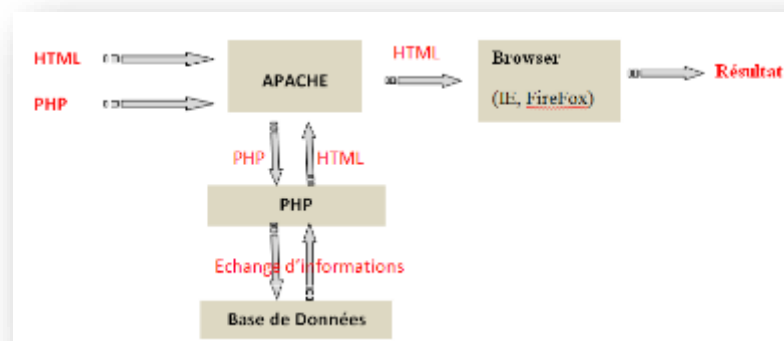 HTML
PHP
APACHE
HTML
Browser
(IE, FireFox)
Résultat
PHP
HTML
PHP
Echange d'informations
Base de Données